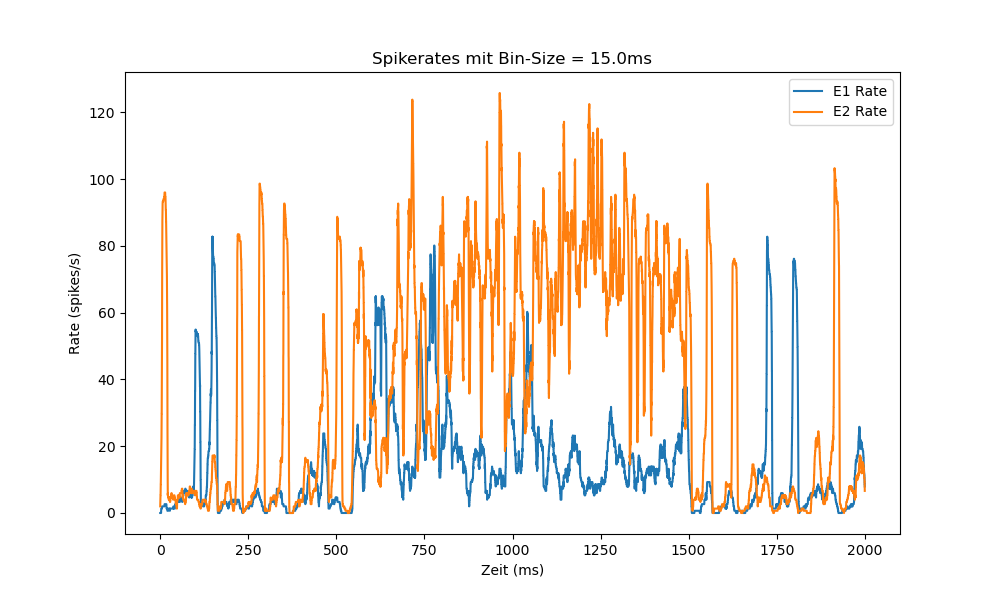 Spikerates mit Bin-Size = 15.0ms
E1 Rate
E2 Rate
Rate (spikes/s)
120
100
80
60
40
20
0
0 250 500 750 1000 1250 1500 1750 2000
Zeit (ms)